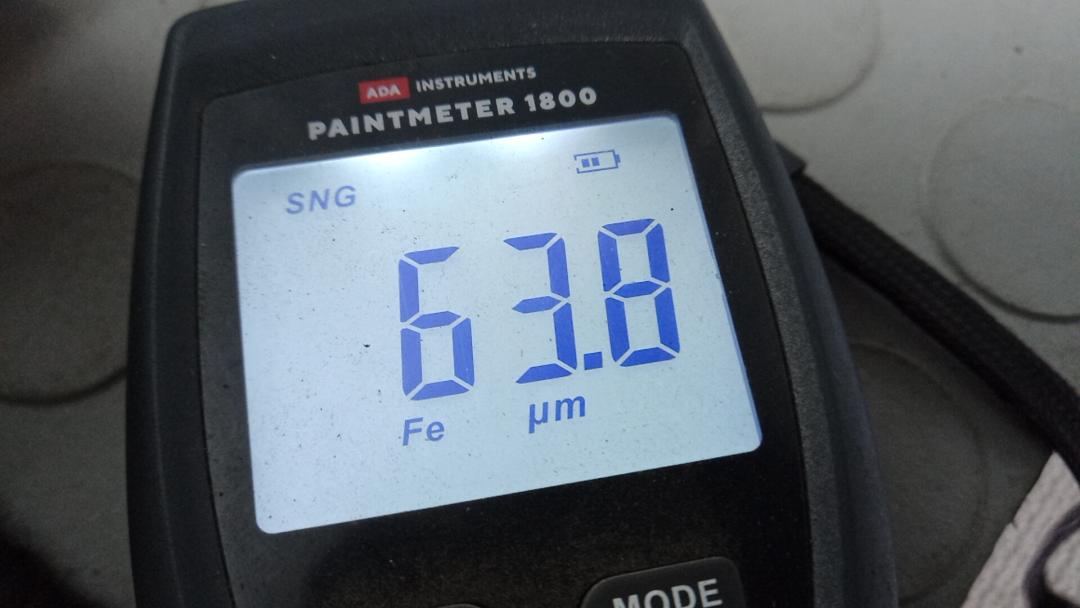 ADA INSTRUMENTS
PAINTMETER 1800
SNG
63.8
Fe µm
MODE